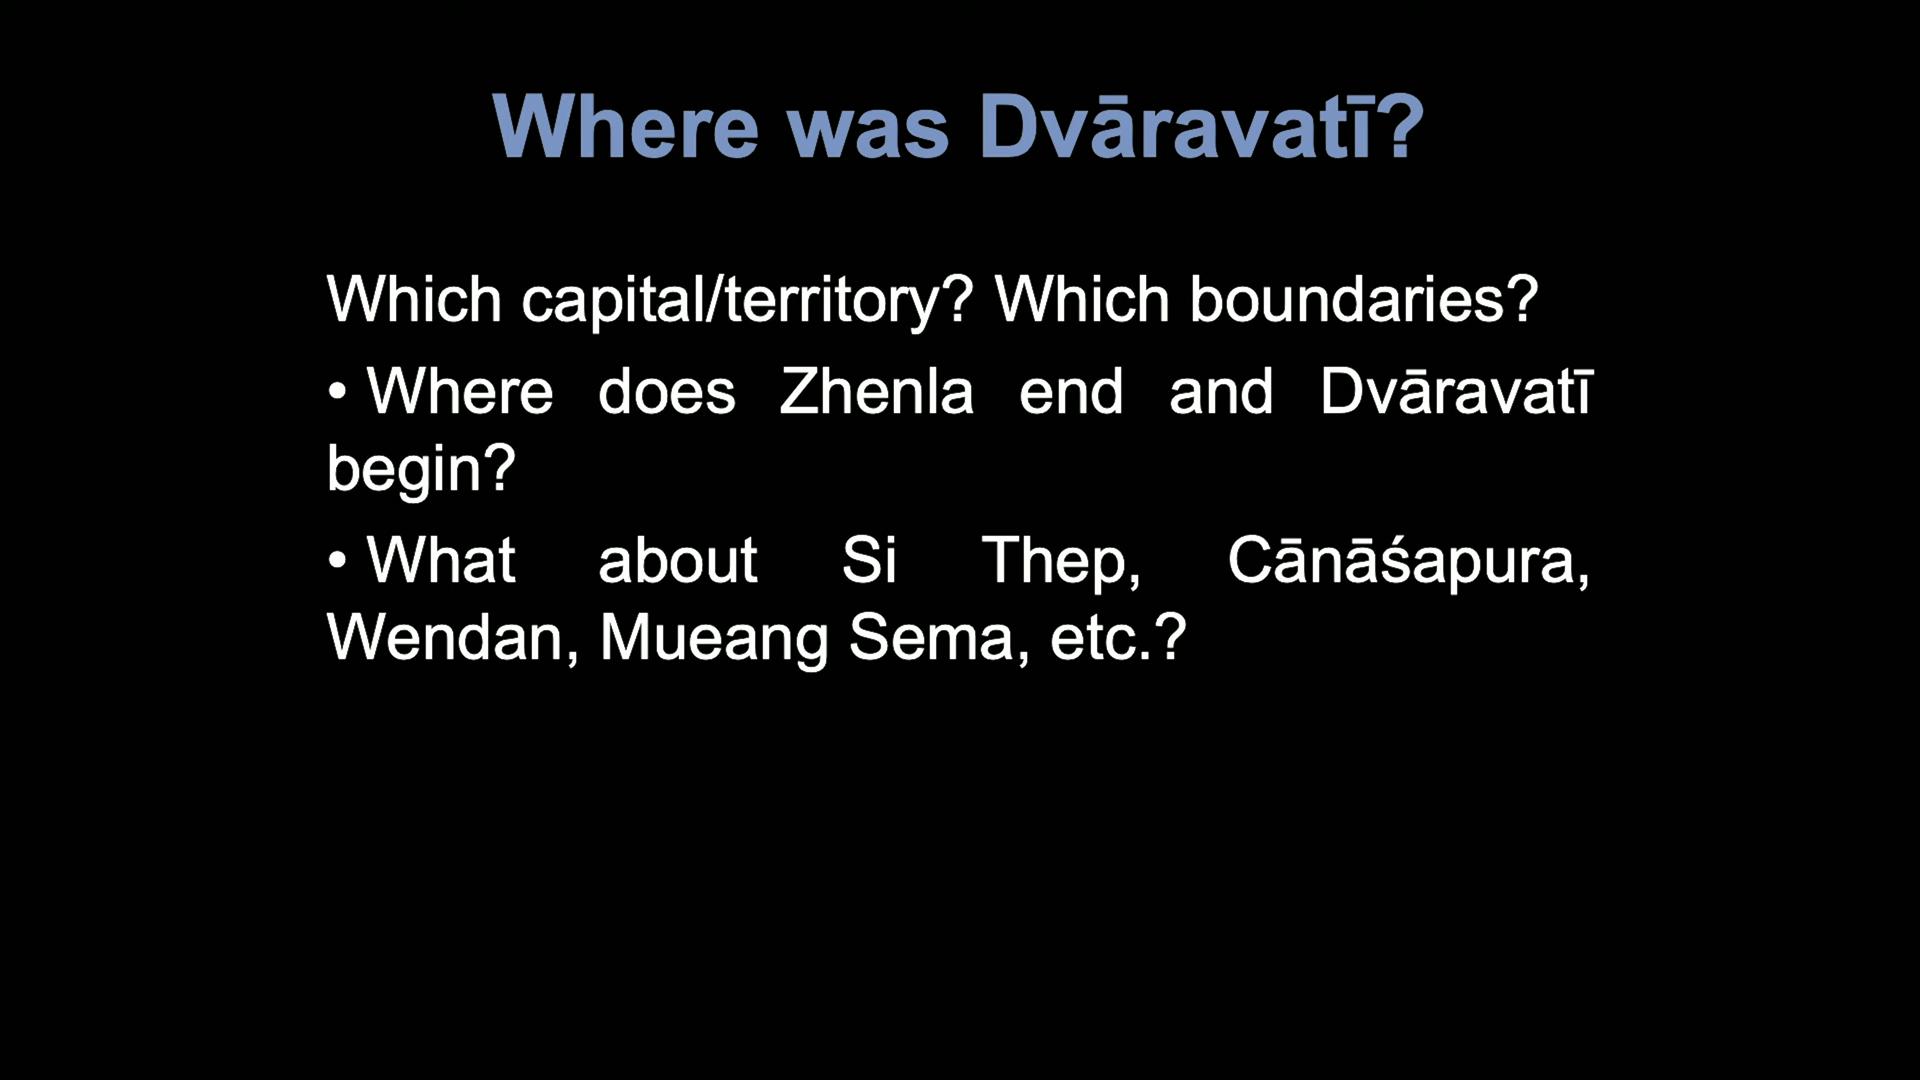 Where was Dvāravatī?
Which capital/territory? Which boundaries?
• Where does Zhenla end and Dvāravatī
begin?
• What about Si Thep, Cānāśapura,
Wendan, Mueang Sema, etc.?